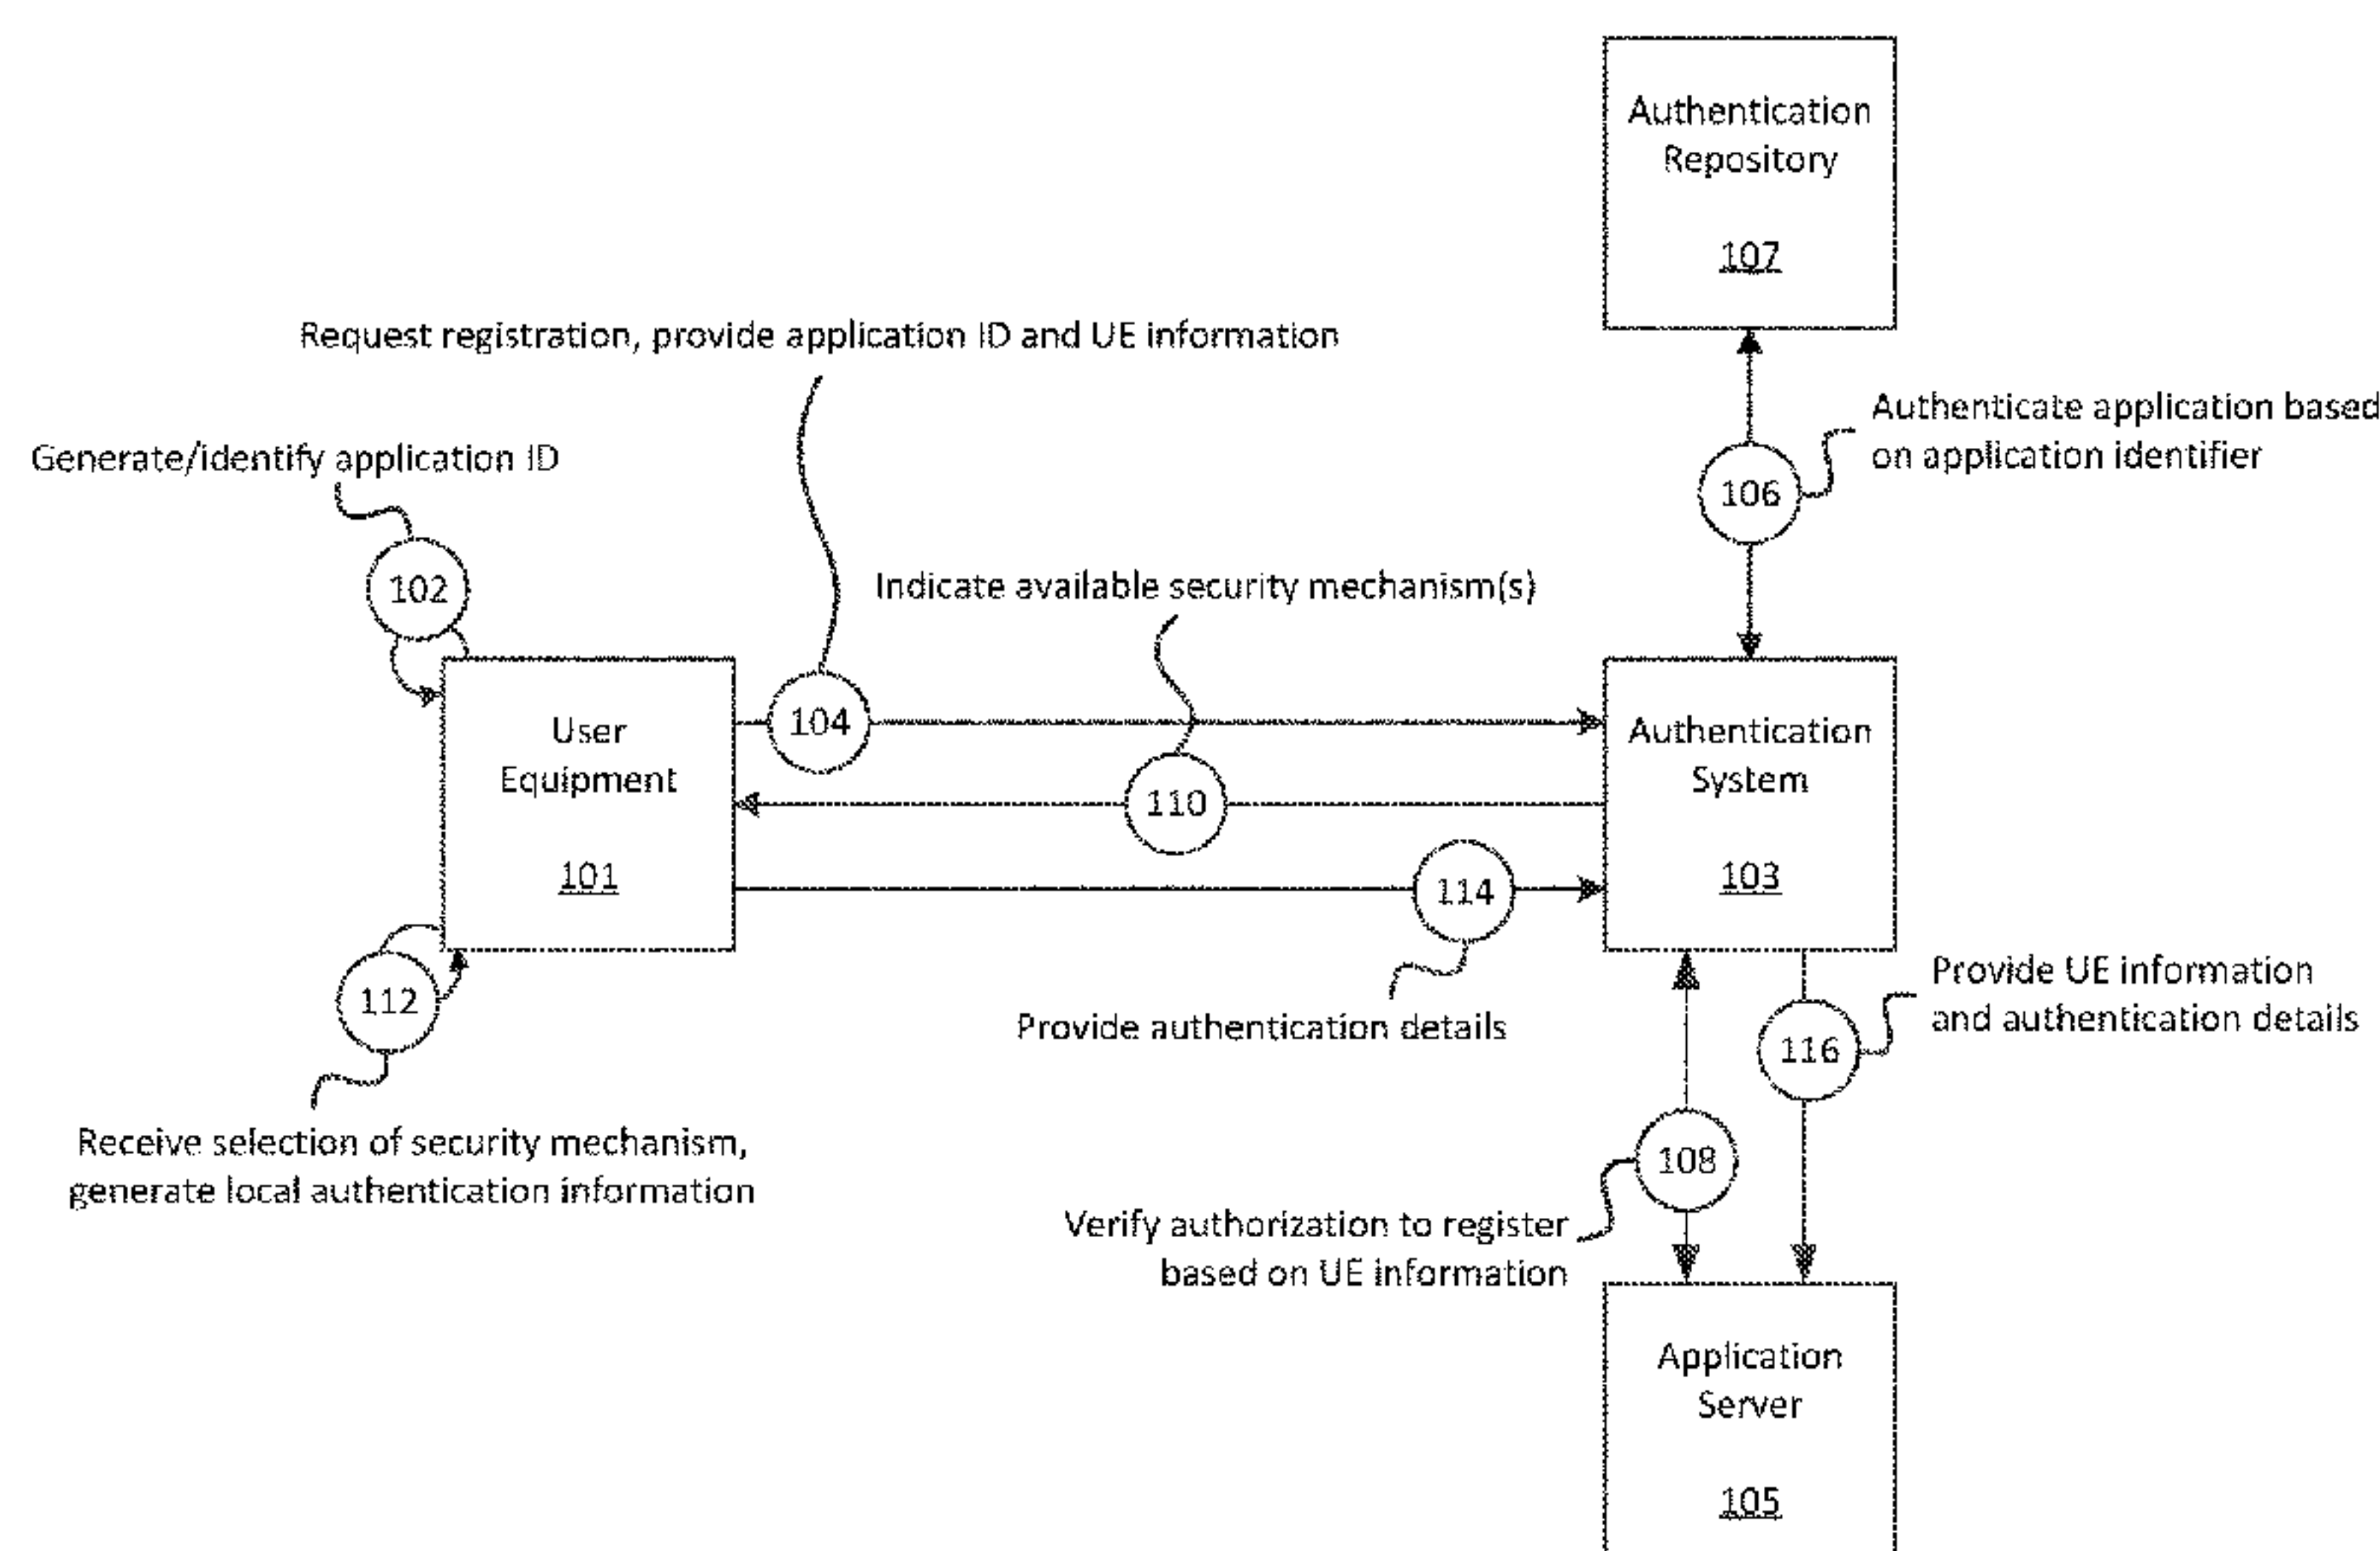 Authentication
Repository
107
Request registration, provide application ID and UE information
Authenticate application based
on application identifier
106
Generate/identify application ID
102
Indicate available security mechanism(s)
104
User
Equipment
101
110
Authentication
System
103
114
112
Provide authentication details
Provide UE information
and authentication details
116
Receive selection of security mechanism,
generate local authentication information
108
Verify authorization to register
based on UE information
Application
Server
105